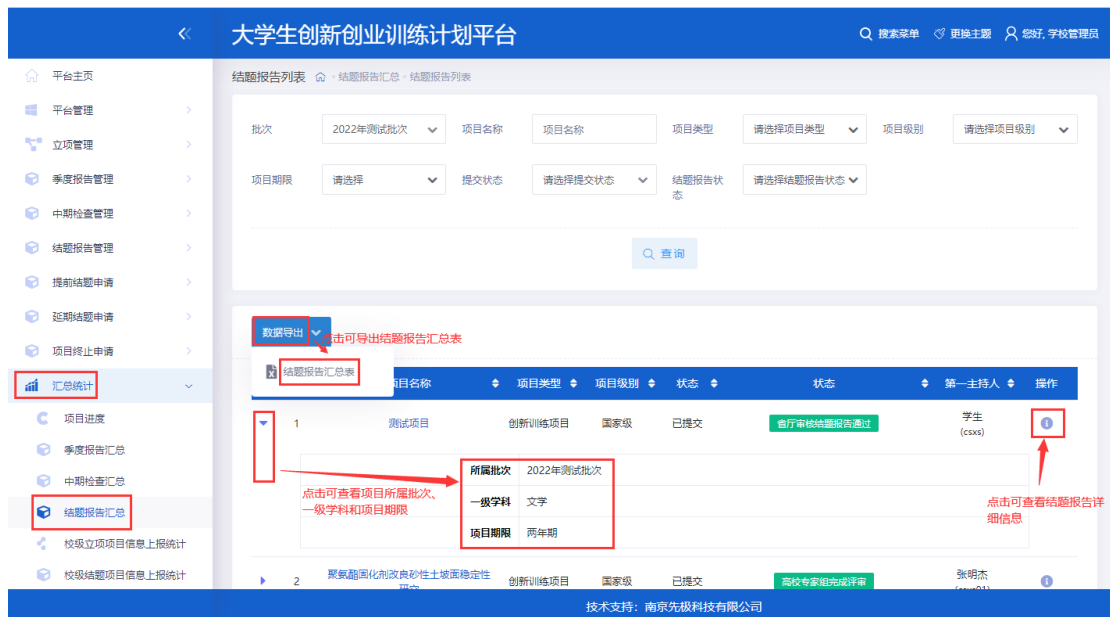 大学生创新创业训练计划平台
搜索菜单
更换主题
您好, 学校管理员
平台主页
平台管理
立项管理
季度报告管理
中期检查管理
结题报告管理
提前结题申请
延期结题申请
项目终止申请
汇总统计
项目进度
季度报告汇总
中期检查汇总
结题报告汇总
校级立项项目信息上报统计
校级结题项目信息上报统计
结题报告列表 - 结题报告汇总 - 结题报告列表
批次 2022年测试批次 项目名称 项目名称 项目类型 请选择项目类型 项目级别 请选择项目级别
项目期限 请选择 提交状态 请选择提交状态 结题报告状 请选择结题报告状态
态
查询
数据导出 点击可导出结题报告汇总表
结题报告汇总表
项目名称 项目类型 项目级别 状态 状态 第一主持人 操作
1 测试项目 创新训练项目 国家级 已提交 省厅审核结题报告通过 学生
(csxs)
所属批次 2022年测试批次
一级学科 文学
项目期限 两年期
点击可查看项目所属批次、
一级学科和项目期限
点击可查看结题报告详
细信息
2 聚氨酯固化剂改良砂性土坡面稳定性 创新训练项目 国家级 已提交 高校专家组完成评审 张明杰
研究
技术支持：南京先极科技有限公司